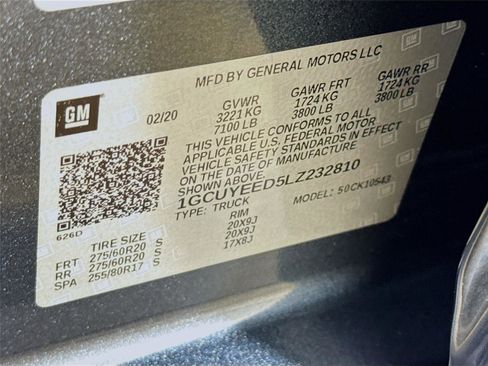 MFD BY GENERAL MOTORS LLC
GM
02/20 GVWR GAWR FRT GAWR RR
3221 KG 1724 KG 1724 KG
7100 LB 3800 LB 3800 LB
THIS VEHICLE CONFORMS TO ALL
APPLICABLE U.S. FEDERAL MOTOR
VEHICLE SAFETY STANDARDS IN
EFFECT ON THE DATE OF
MANUFACTURE SHOWN ABOVE.
1GCUYEED5LZ232810
626D
TYPE: TRUCK MODEL: 50CK10543
TIRE SIZE RIM
FRT 275/60R20 S 20X9J
RR 275/60R20 S 20X9J
SPA 255/80R17 S 17X8J